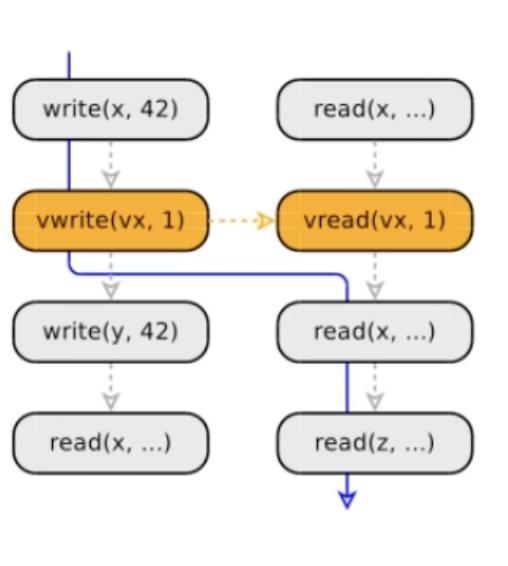 write(x, 42)
read(x, ...)
vwrite(vx, 1)
vread(vx, 1)
write(y, 42)
read(x, ...)
read(x, ...)
read(z, ...)